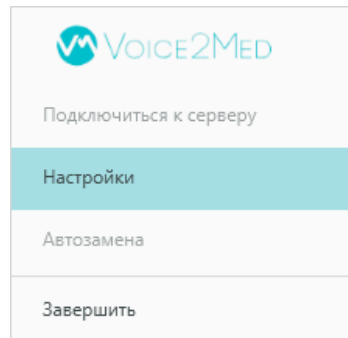 VOICE2MED
Подключиться к серверу
Настройки
Автозамена
Завершить